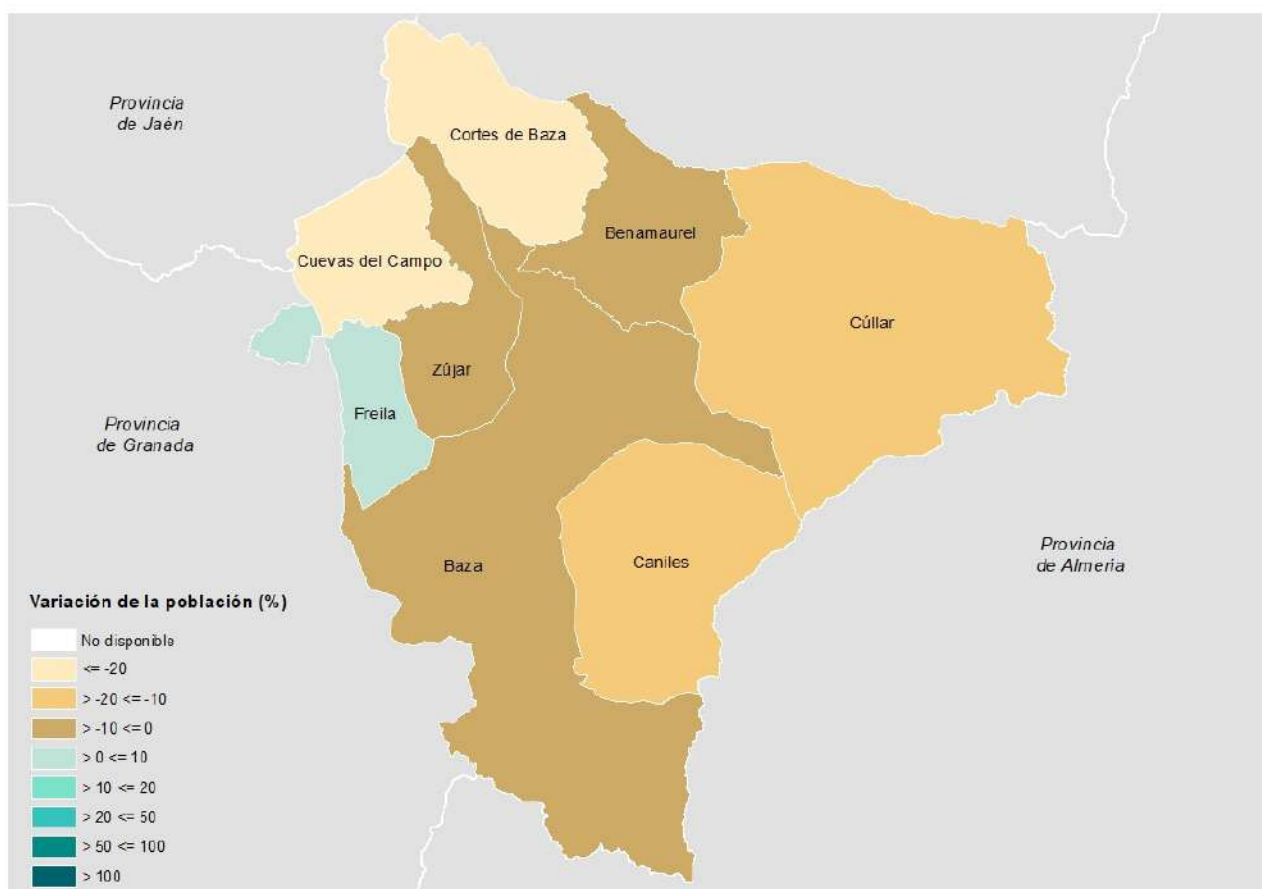 Provincia
de Jaén
Cortes de Baza
Benamaurel
Cuevas del Campo
Cúllar
Zújar
Freila
Provincia
de Granada
Baza
Caniles
Provincia
de Almeria
Variación de la población (%)
No disponible
<= -20
> -20 <= -10
> -10 <= 0
> 0 <= 10
> 10 <= 20
> 20 <= 50
> 50 <= 100
> 100